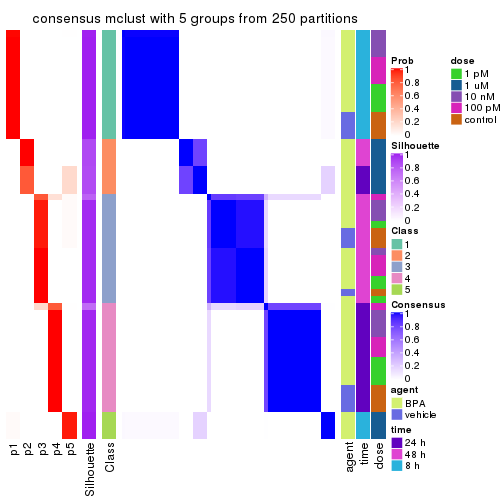 consensus mclust with 5 groups from 250 partitions
Prob
1
0.8
0.6
0.4
0.2
0
Silhouette
1
0.8
0.6
0.4
0.2
0
Class
1
2
3
4
5
Consensus
1
0.8
0.6
0.4
0.2
0
agent
BPA
vehicle
time
24 h
48 h
8 h
dose
1 pM
1 uM
10 nM
100 pM
control
p1
p2
p3
p4
p5
Silhouette
Class
agent
time
dose